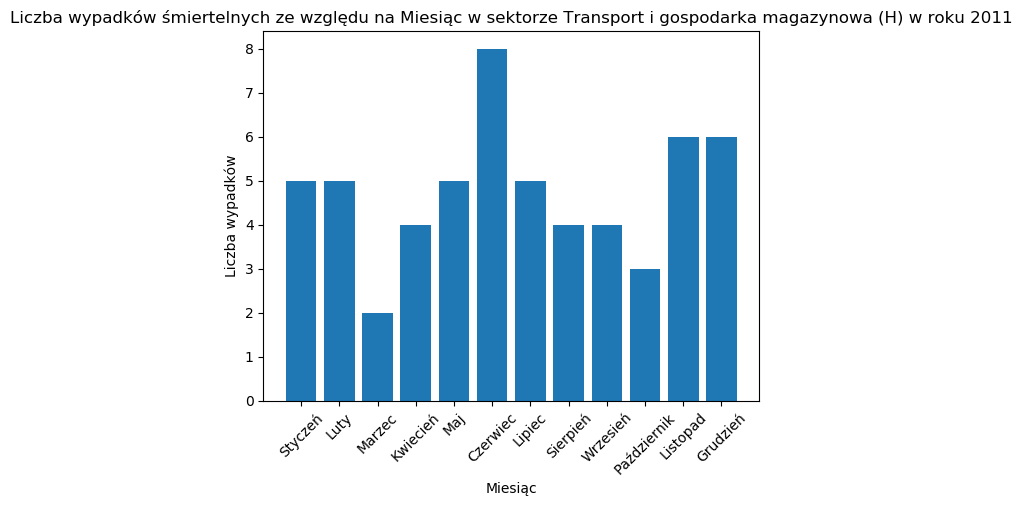 Liczba wypadków śmiertelnych ze względu na Miesiąc w sektorze Transport i gospodarka magazynowa (H) w roku 2011
8
7
6
5
4
3
2
1
0
Liczba wypadków
Styczeń
Luty
Marzec
Kwiecień
Maj
Czerwiec
Lipiec
Sierpień
Wrzesień
Październik
Listopad
Grudzień
Miesiąc